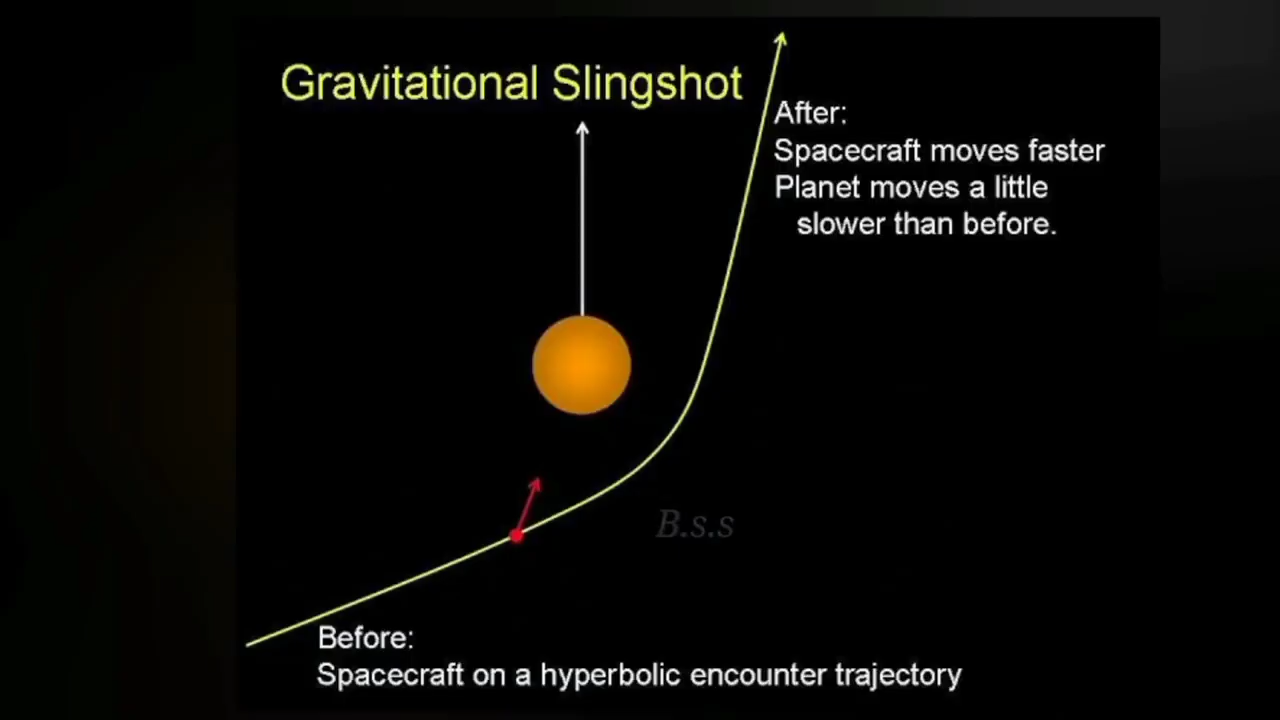 Gravitational Slingshot
After:
Spacecraft moves faster
Planet moves a little
slower than before.
B.s.s
Before:
Spacecraft on a hyperbolic encounter trajectory